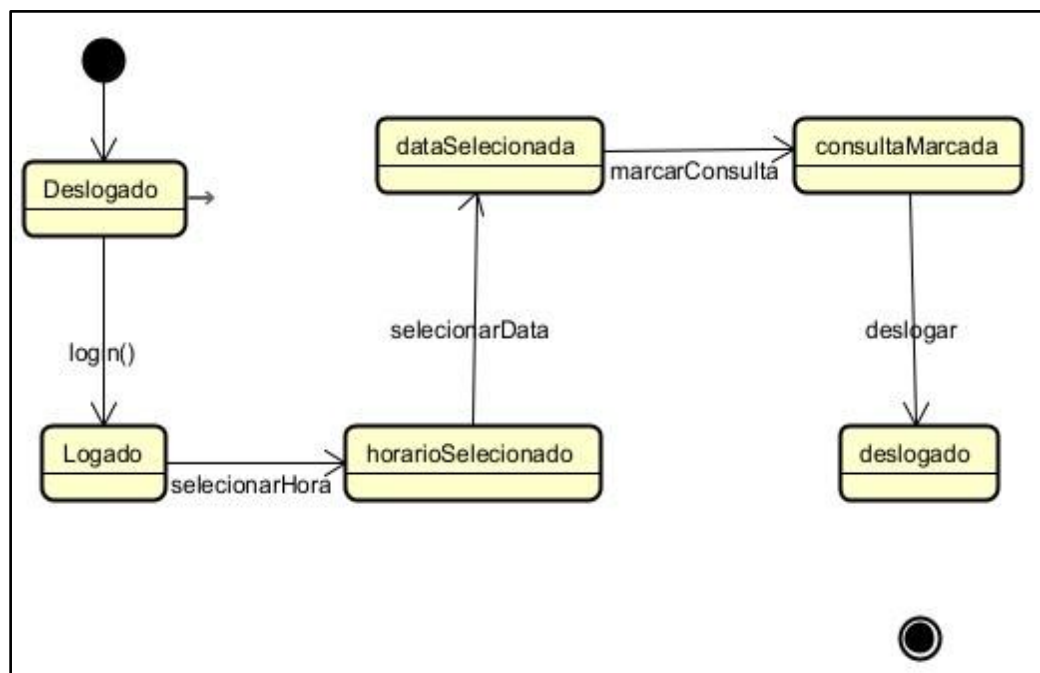 Deslogado
login()
Logado
selecionarHora
horarioSelecionado
selecionarData
dataSelecionada
marcarConsulta
consultaMarcada
deslogar
deslogado